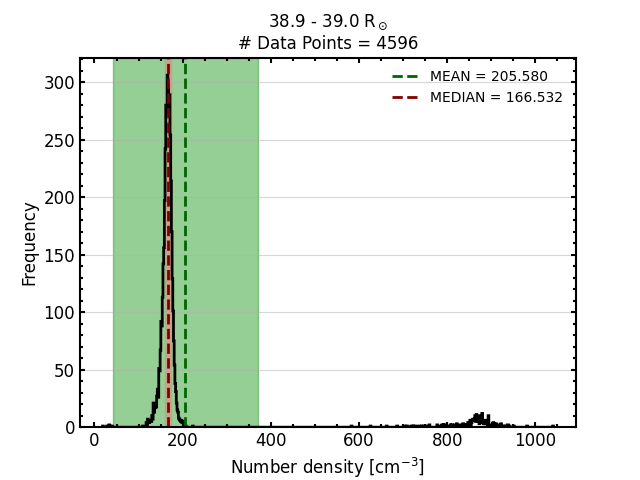 38.9 - 39.0 R⊙
# Data Points = 4596
MEAN = 205.580
MEDIAN = 166.532
Frequency
300
250
200
150
100
50
0
0 200 400 600 800 1000
Number density [cm⁻³]